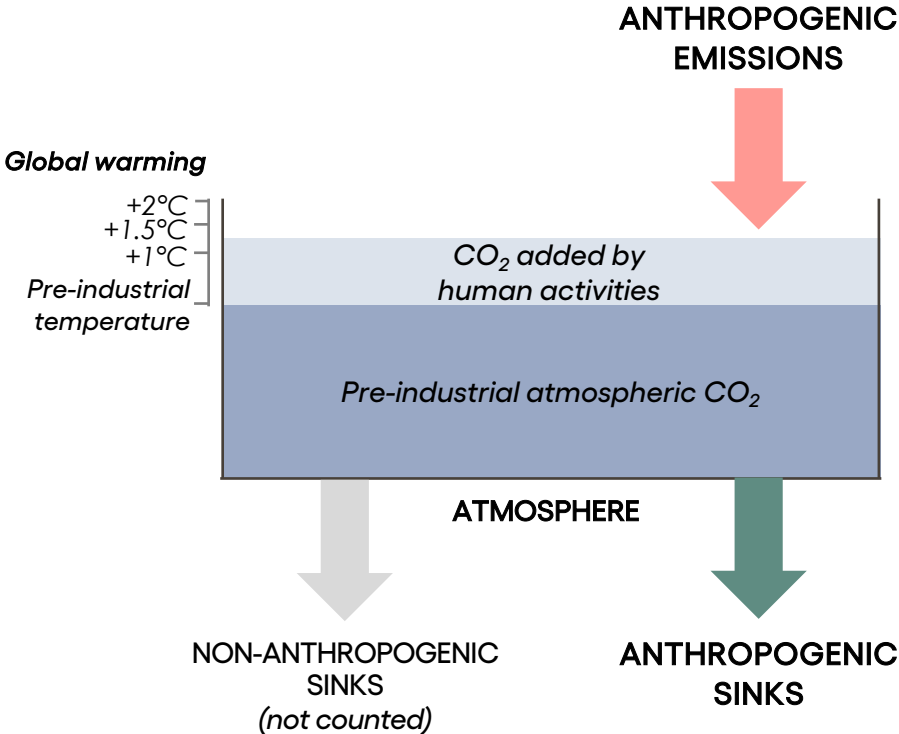 ANTHROPOGENIC
EMISSIONS
Global warming
+2°C
+1.5°C
+1°C
Pre-industrial
temperature
CO₂ added by
human activities
Pre-industrial atmospheric CO₂
ATMOSPHERE
NON-ANTHROPOGENIC
SINKS
(not counted)
ANTHROPOGENIC
SINKS